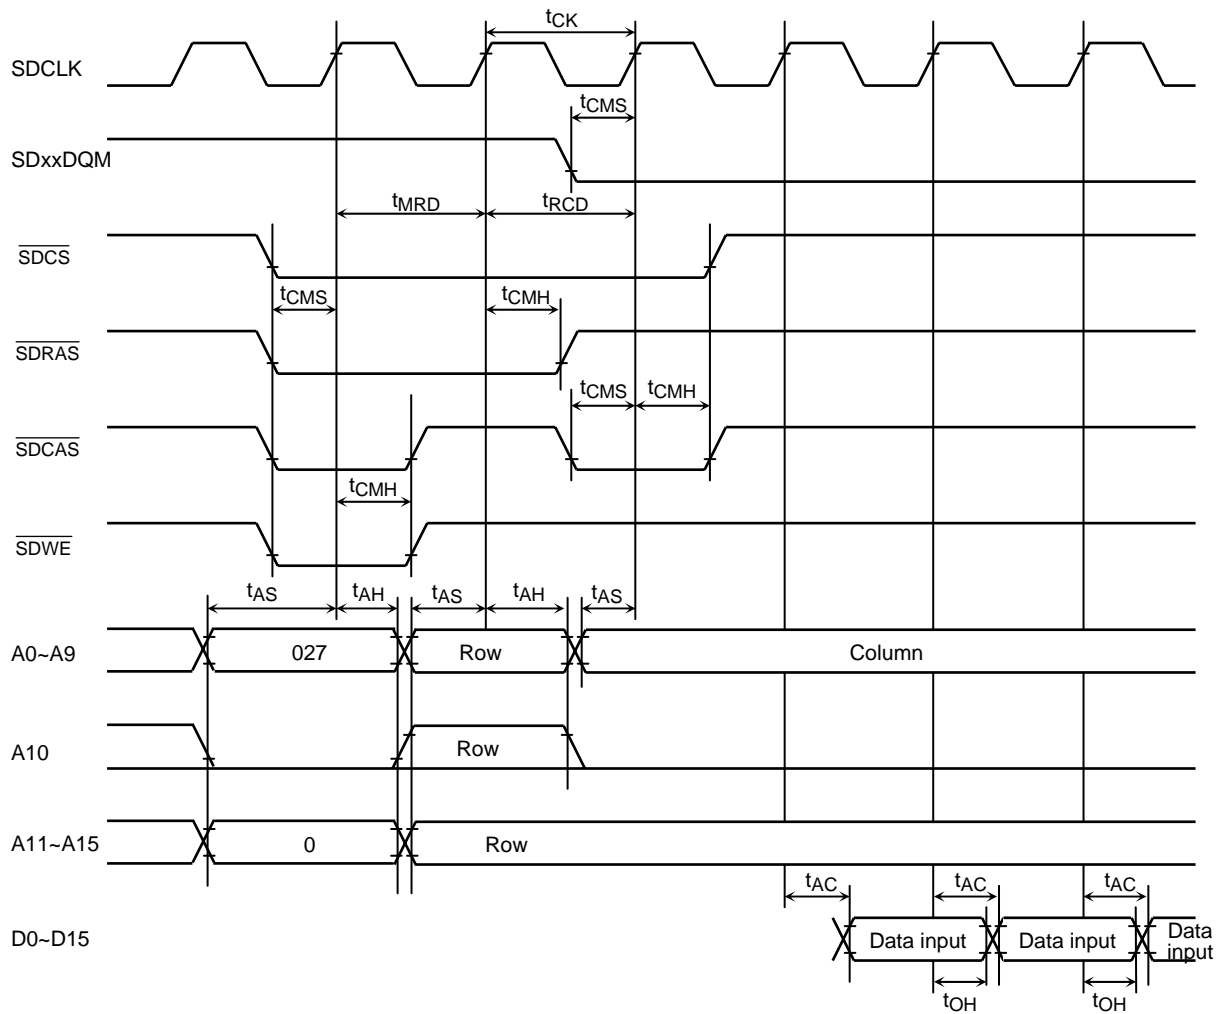 tCK
SDCLK
tCMS
SDxxDQM
tMRD tRCD
SDCS
tCMS tCMH
SDRAS
tCMS tCMH
SDCAS
tCMH
SDWE
tAS tAH tAS tAH tAS
A0~A9 027 Row Column
A10 Row
A11~A15 0 Row
tAC tAC tAC
D0~D15 Data input Data input Data input
tOH tOH